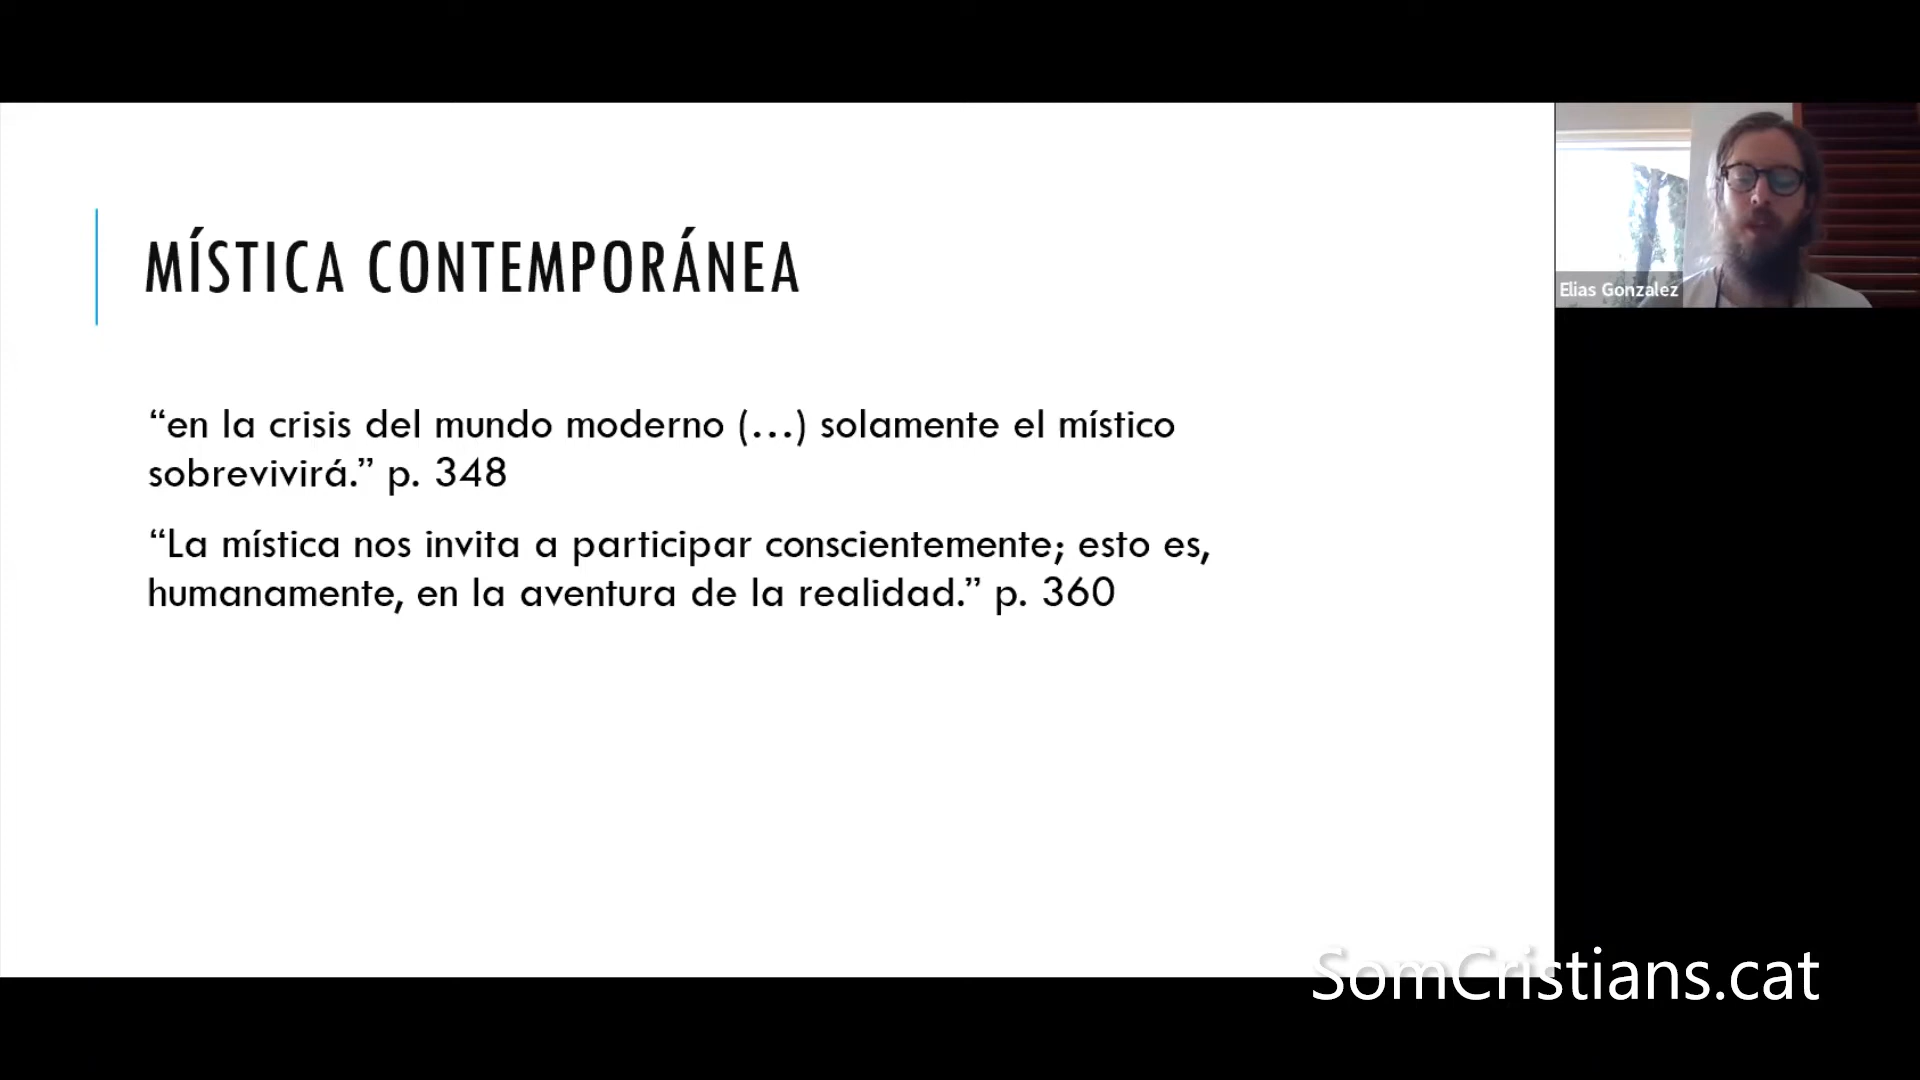 MÍSTICA CONTEMPORÁNEA
“en la crisis del mundo moderno (…) solamente el místico
sobrevivirá.” p. 348
“La mística nos invita a participar conscientemente; esto es,
humanamente, en la aventura de la realidad.” p. 360
Elias Gonzalez
SomCristians.cat